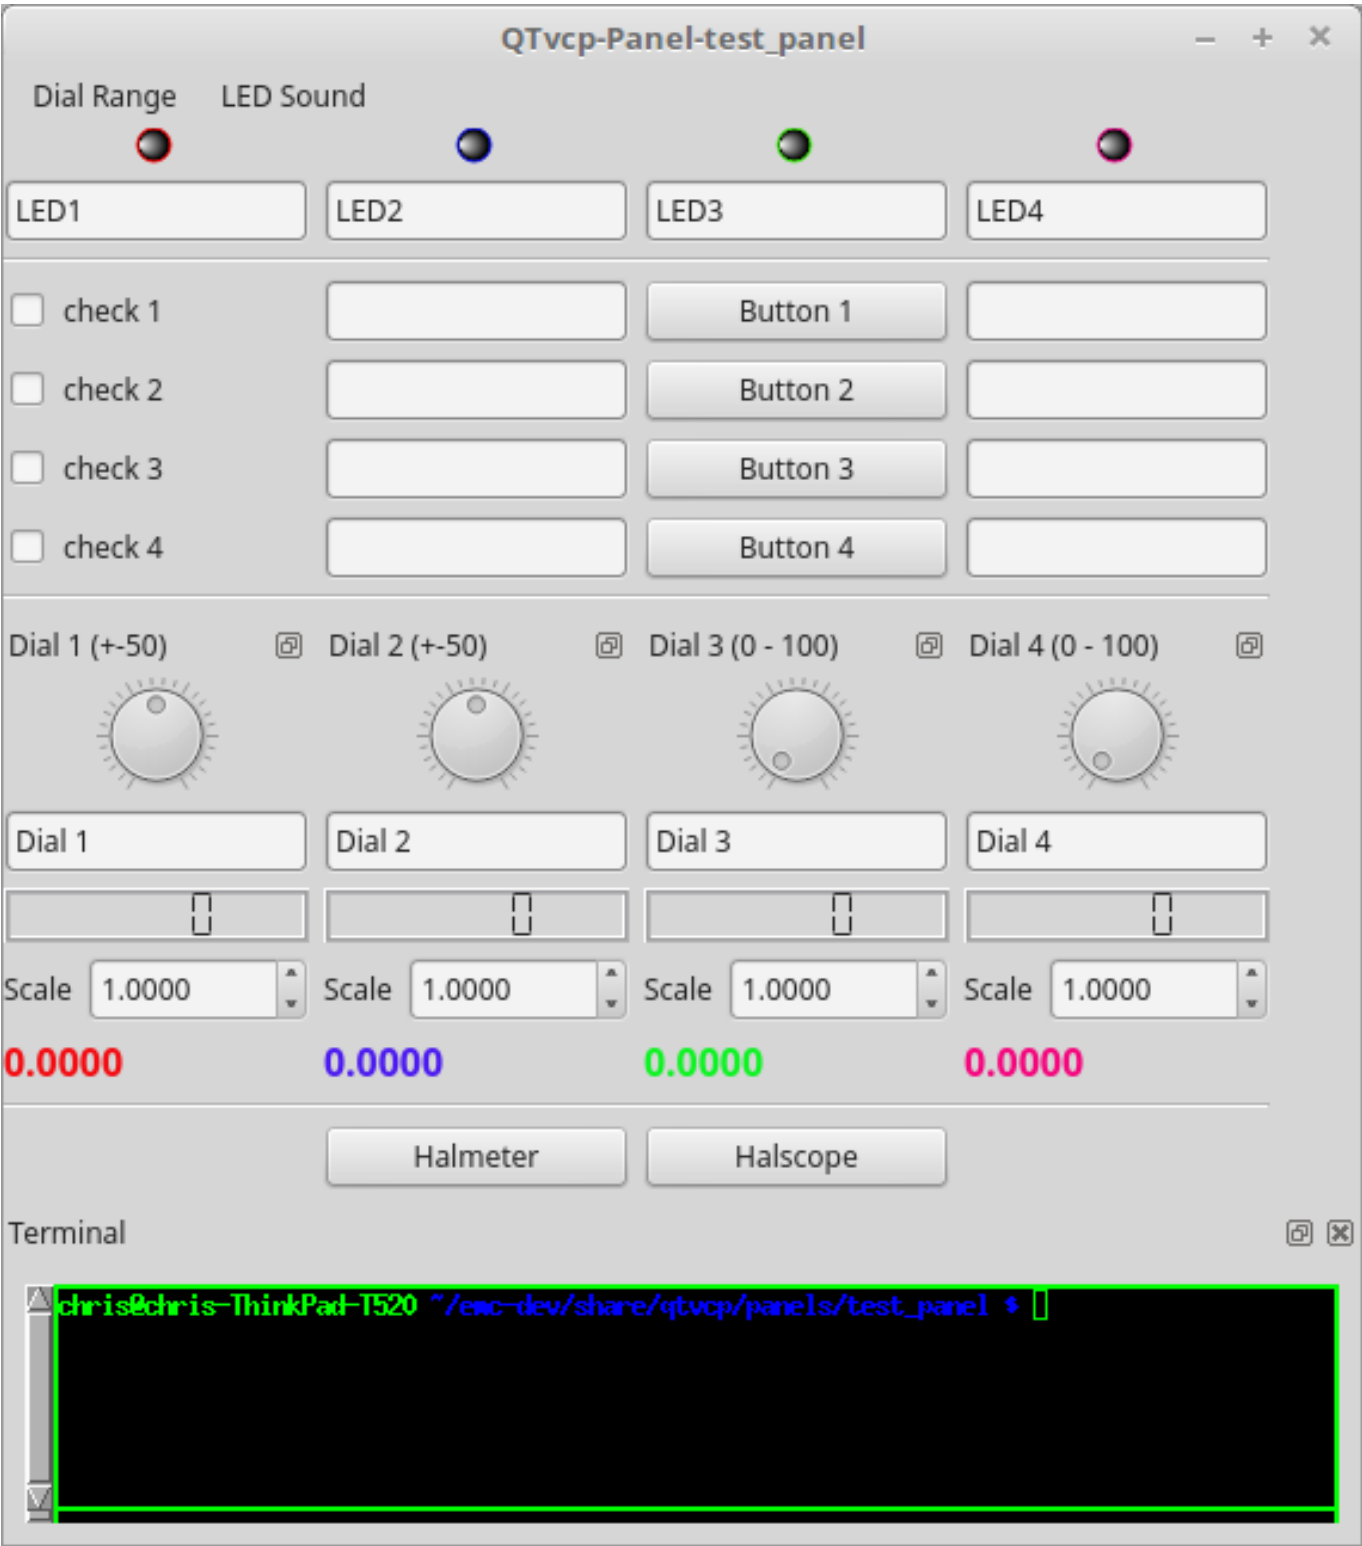 QTvcp-Panel-test_panel
Dial Range LED Sound
LED1 LED2 LED3 LED4
check 1 Button 1
check 2 Button 2
check 3 Button 3
check 4 Button 4
Dial 1 (+-50) Dial 2 (+-50) Dial 3 (0 - 100) Dial 4 (0 - 100)
Dial 1 Dial 2 Dial 3 Dial 4
0 0 0 0
Scale 1.0000 Scale 1.0000 Scale 1.0000 Scale 1.0000
0.0000 0.0000 0.0000 0.0000
Halmeter Halscope
Terminal
chris@chris-ThinkPad-T520 ~/emc-dev/share/qtvcp/panels/test_panel $